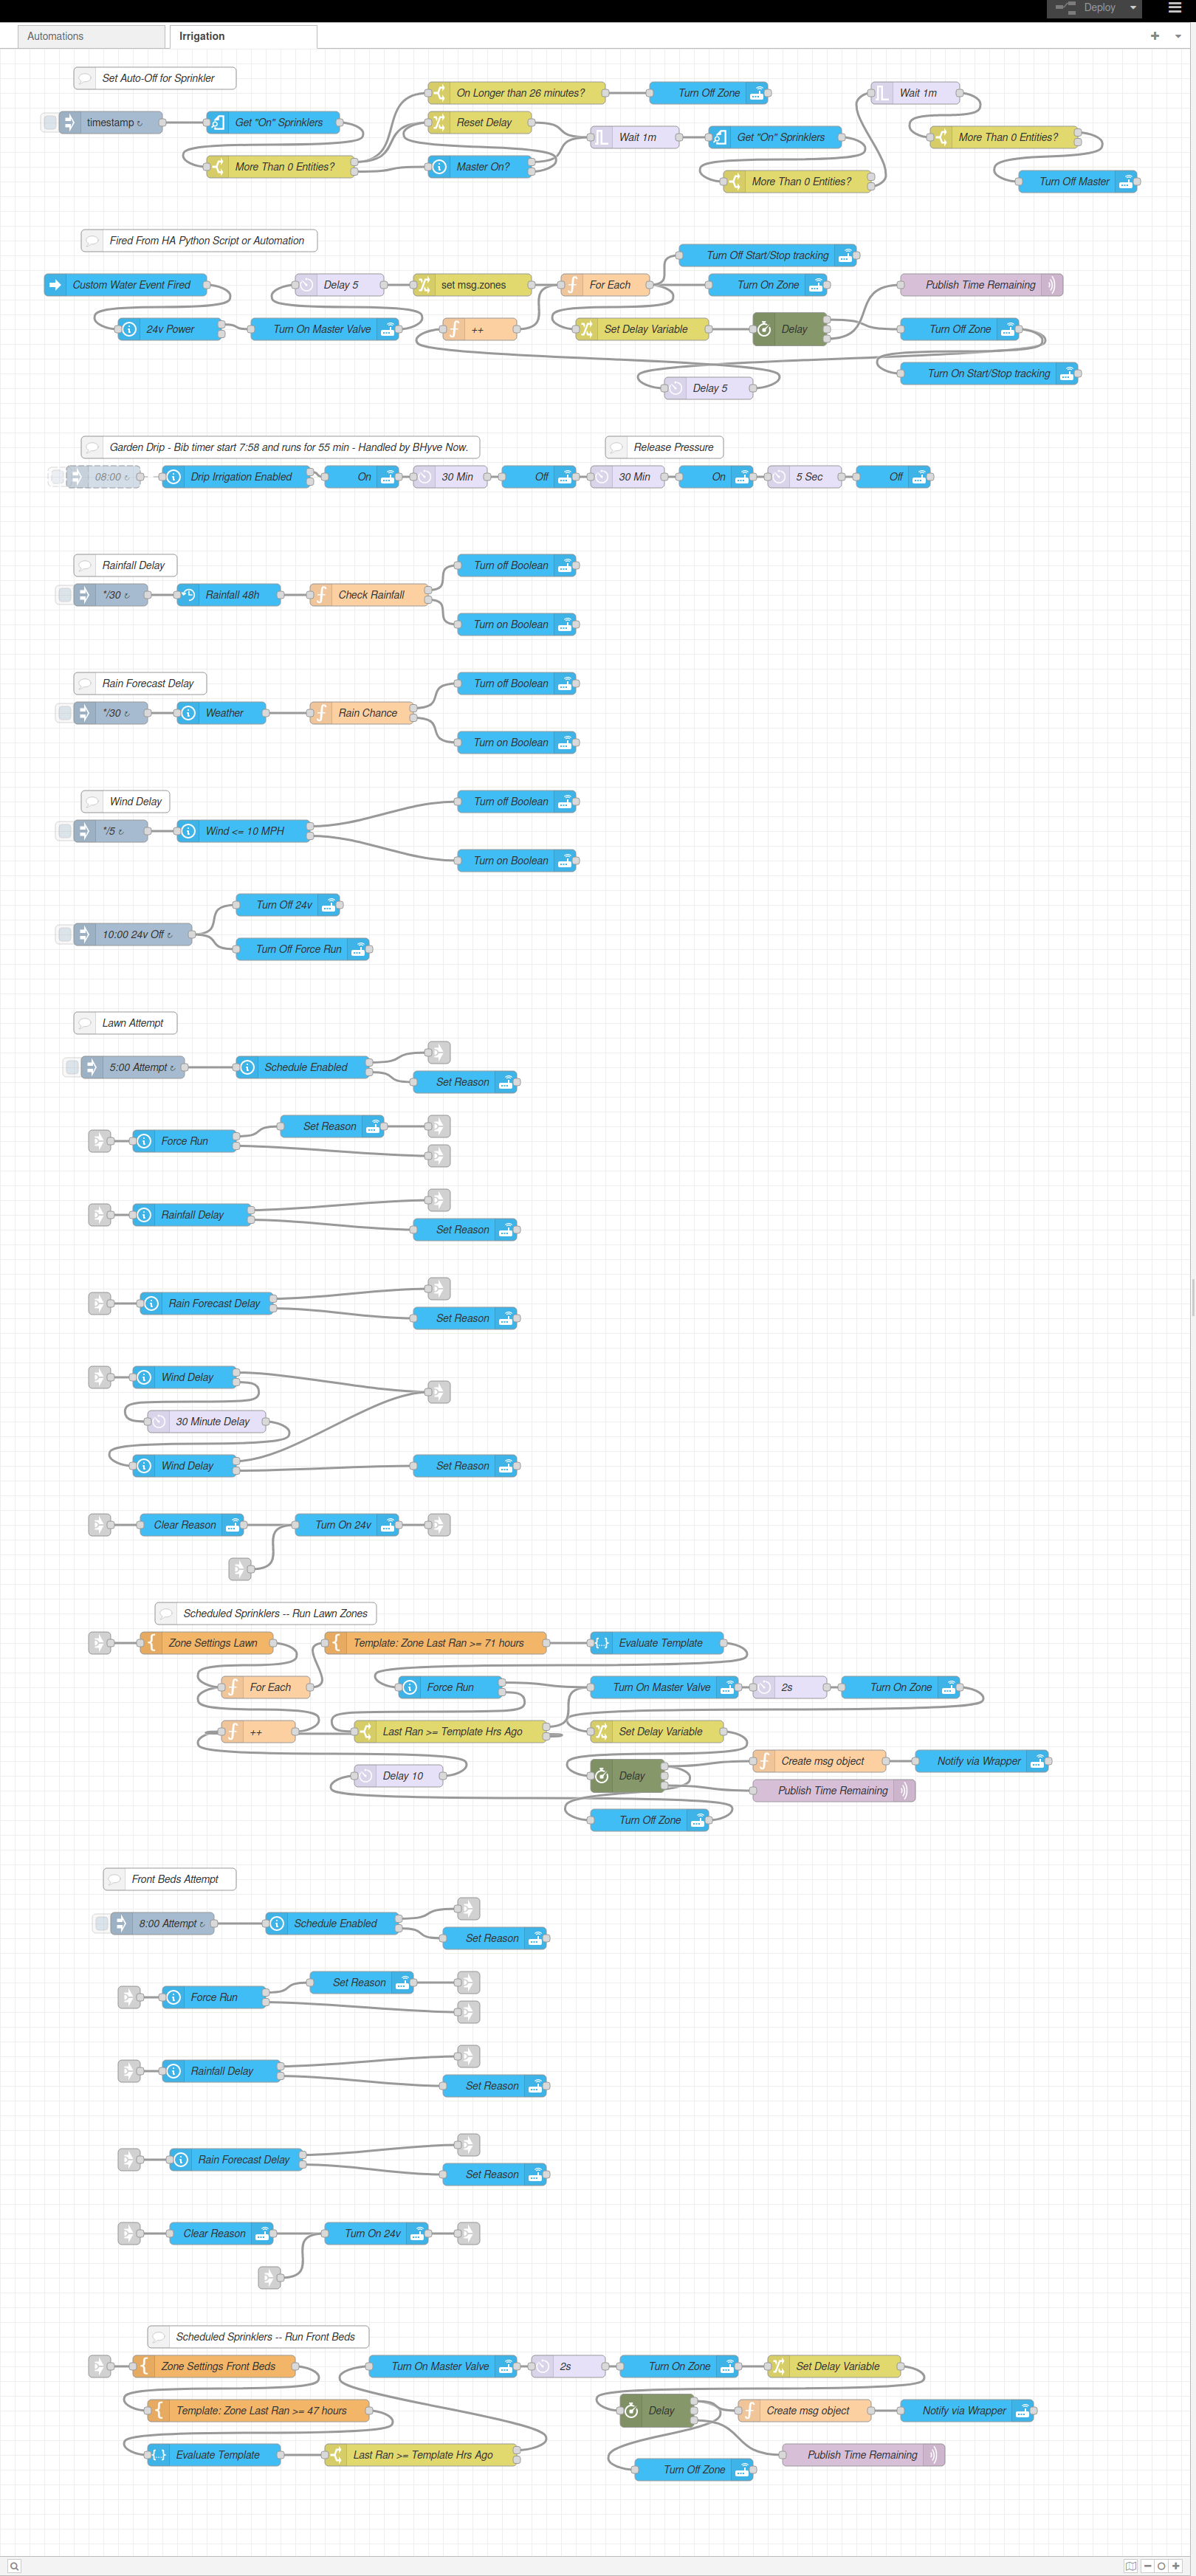 Deploy
Automations
Irrigation
Set Auto-Off for Sprinkler
On Longer than 26 minutes?
Turn Off Zone
Wait 1m
timestamp ↻
Get "On" Sprinklers
Reset Delay
Wait 1m
Get "On" Sprinklers
More Than 0 Entities?
More Than 0 Entities?
Master On?
More Than 0 Entities?
Turn Off Master
Fired From HA Python Script or Automation
Turn Off Start/Stop tracking
Custom Water Event Fired
Delay 5
set msg.zones
For Each
Turn On Zone
Publish Time Remaining
24v Power
Turn On Master Valve
++
Set Delay Variable
Delay
Turn Off Zone
Turn On Start/Stop tracking
Delay 5
Garden Drip - Bib timer start 7:58 and runs for 55 min - Handled by BHyve Now.
Release Pressure
08:00 ↻
Drip Irrigation Enabled
On
30 Min
Off
30 Min
On
5 Sec
Off
Rainfall Delay
Turn off Boolean
*/30 ↻
Rainfall 48h
Check Rainfall
Turn on Boolean
Rain Forecast Delay
Turn off Boolean
*/30 ↻
Weather
Rain Chance
Turn on Boolean
Wind Delay
Turn off Boolean
*/5 ↻
Wind <= 10 MPH
Turn on Boolean
Turn Off 24v
10:00 24v Off ↻
Turn Off Force Run
Lawn Attempt
5:00 Attempt ↻
Schedule Enabled
Set Reason
Set Reason
Force Run
Rainfall Delay
Set Reason
Rain Forecast Delay
Set Reason
Wind Delay
30 Minute Delay
Wind Delay
Set Reason
Clear Reason
Turn On 24v
Scheduled Sprinklers -- Run Lawn Zones
Zone Settings Lawn
Template: Zone Last Ran >= 71 hours
Evaluate Template
For Each
Force Run
Turn On Master Valve
2s
Turn On Zone
++
Last Ran >= Template Hrs Ago
Set Delay Variable
Create msg object
Notify via Wrapper
Delay 10
Delay
Publish Time Remaining
Turn Off Zone
Front Beds Attempt
8:00 Attempt ↻
Schedule Enabled
Set Reason
Set Reason
Force Run
Rainfall Delay
Set Reason
Rain Forecast Delay
Set Reason
Clear Reason
Turn On 24v
Scheduled Sprinklers -- Run Front Beds
Zone Settings Front Beds
Turn On Master Valve
2s
Turn On Zone
Set Delay Variable
Template: Zone Last Ran >= 47 hours
Delay
Create msg object
Notify via Wrapper
Evaluate Template
Last Ran >= Template Hrs Ago
Publish Time Remaining
Turn Off Zone